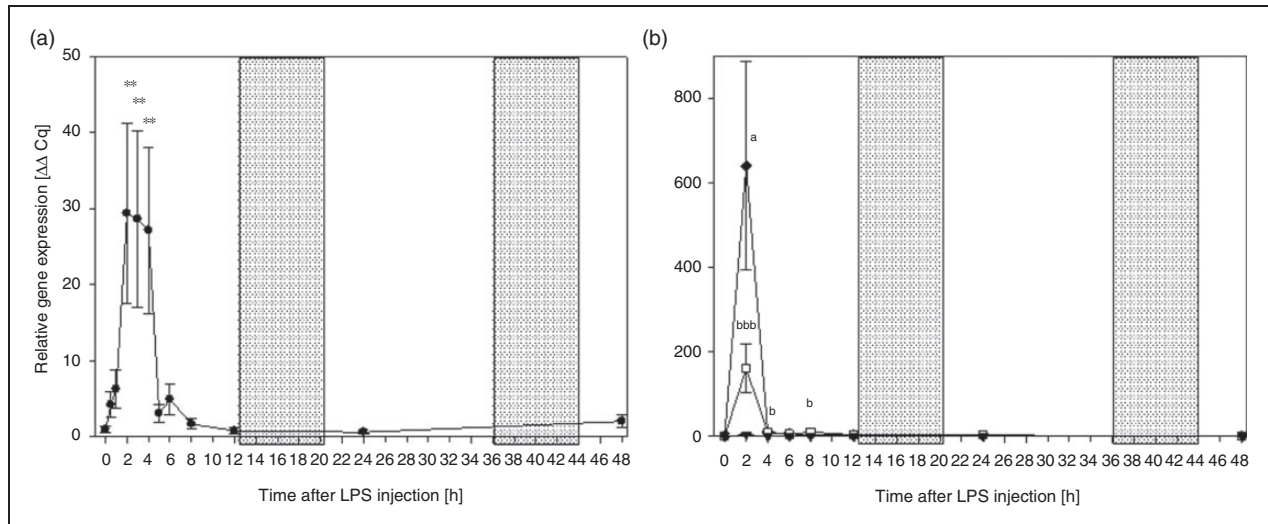 (a)
50
40
30
20
10
0
Relative gene expression [ΔΔ Cq]
**
**
**
0 2 4 6 8 10 12 14 16 18 20 22 24 26 28 30 32 34 36 38 40 42 44 46 48
Time after LPS injection [h]
(b)
800
600
400
200
0
a
bbb
b
b
0 2 4 6 8 10 12 14 16 18 20 22 24 26 28 30 32 34 36 38 40 42 44 46 48
Time after LPS injection [h]